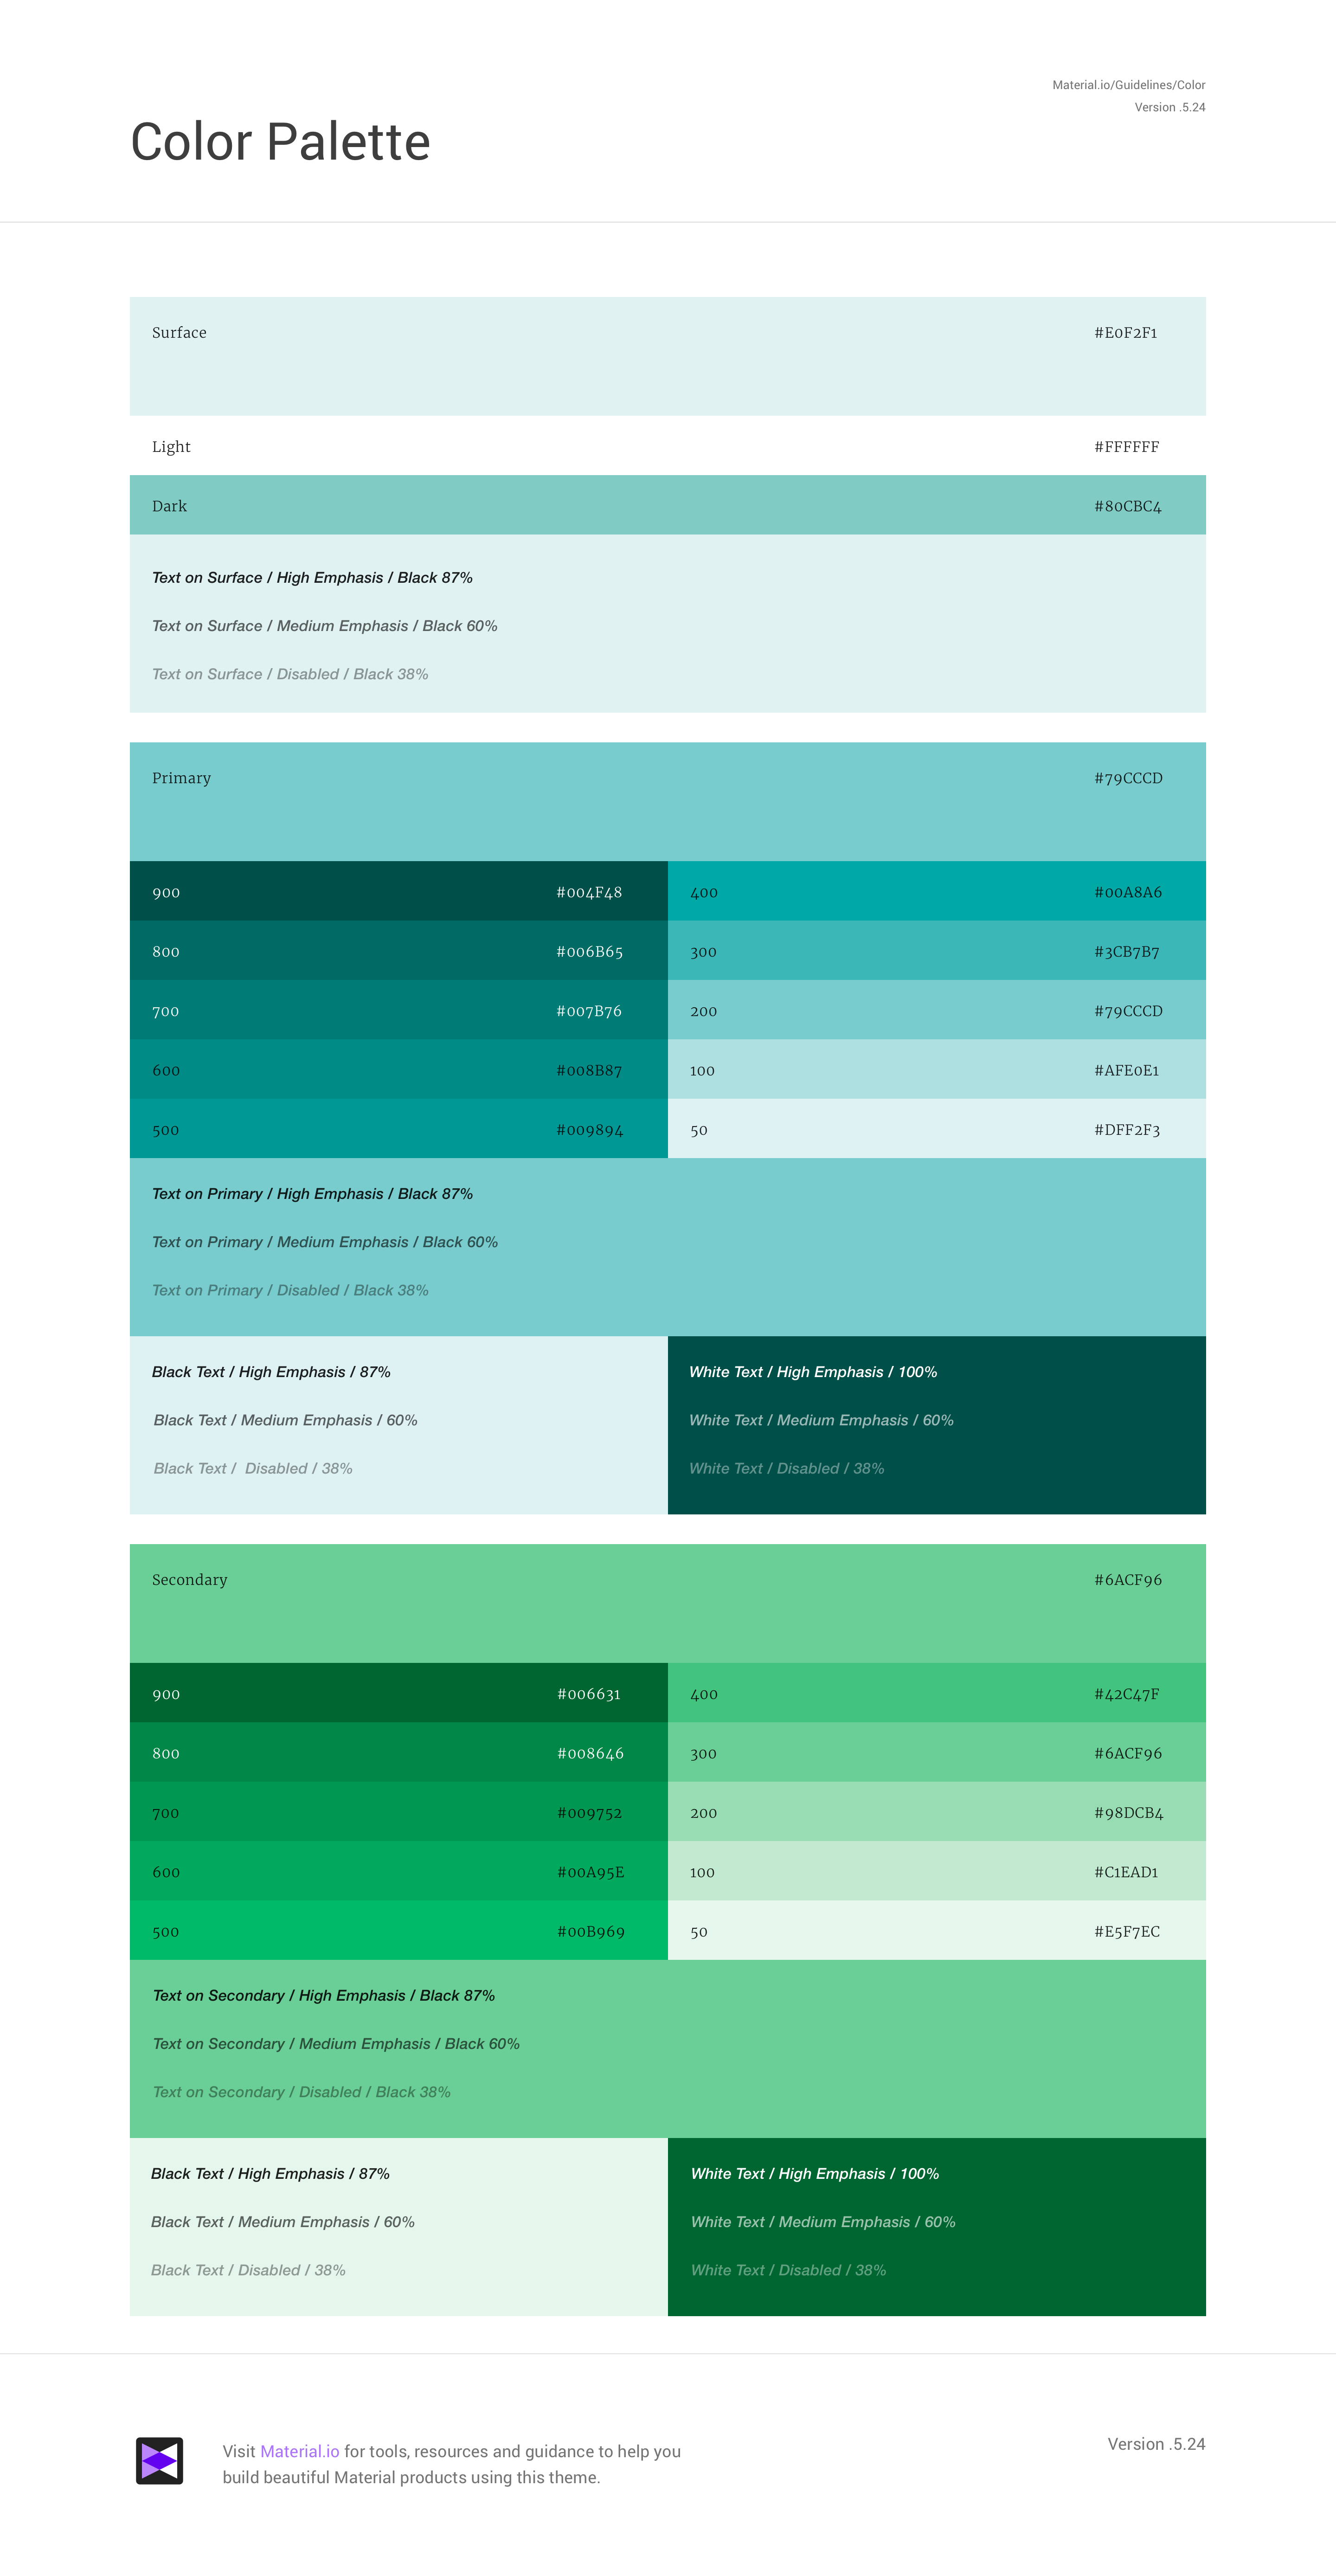 Material.io/Guidelines/Color
Version .5.24
Color Palette
Surface #E0F2F1
Light #FFFFFF
Dark #80CBC4
Text on Surface / High Emphasis / Black 87%
Text on Surface / Medium Emphasis / Black 60%
Text on Surface / Disabled / Black 38%
Primary #79CCCD
900 #004F48 400 #00A8A6
800 #006B65 300 #3CB7B7
700 #007B76 200 #79CCCD
600 #008B87 100 #AFE0E1
500 #009894 50 #DFF2F3
Text on Primary / High Emphasis / Black 87%
Text on Primary / Medium Emphasis / Black 60%
Text on Primary / Disabled / Black 38%
Black Text / High Emphasis / 87% White Text / High Emphasis / 100%
Black Text / Medium Emphasis / 60% White Text / Medium Emphasis / 60%
Black Text / Disabled / 38% White Text / Disabled / 38%
Secondary #6ACF96
900 #006631 400 #42C47F
800 #008646 300 #6ACF96
700 #009752 200 #98DCB4
600 #00A95E 100 #C1EAD1
500 #00B969 50 #E5F7EC
Text on Secondary / High Emphasis / Black 87%
Text on Secondary / Medium Emphasis / Black 60%
Text on Secondary / Disabled / Black 38%
Black Text / High Emphasis / 87% White Text / High Emphasis / 100%
Black Text / Medium Emphasis / 60% White Text / Medium Emphasis / 60%
Black Text / Disabled / 38% White Text / Disabled / 38%
Visit Material.io for tools, resources and guidance to help you
build beautiful Material products using this theme.
Version .5.24